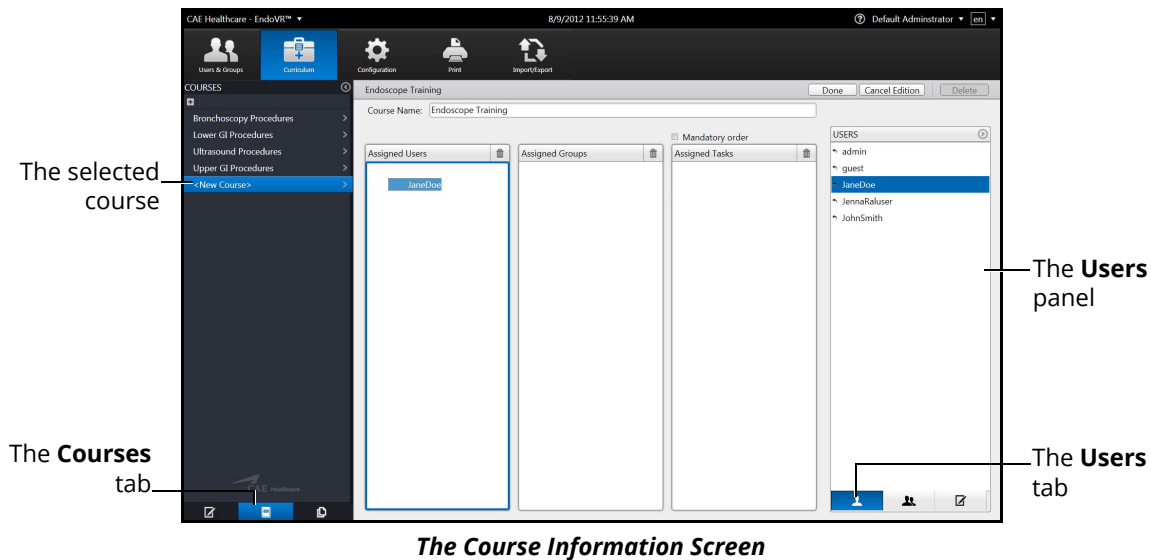 CAE Healthcare - EndoVR™
8/9/2012 11:55:39 AM
Default Adminstrator
en
Users & Groups
Curriculum
Configuration
Print
Import/Export
COURSES
Bronchoscopy Procedures
Lower GI Procedures
Ultrasound Procedures
Upper GI Procedures
<New Course>
Endoscope Training
Done
Cancel Edition
Delete
Course Name: Endoscope Training
Mandatory order
Assigned Users
JaneDoe
Assigned Groups
Assigned Tasks
USERS
admin
guest
JaneDoe
JennaRaluser
JohnSmith
CAE Healthcare
The selected
course
The Courses
tab
The Users
panel
The Users
tab
The Course Information Screen